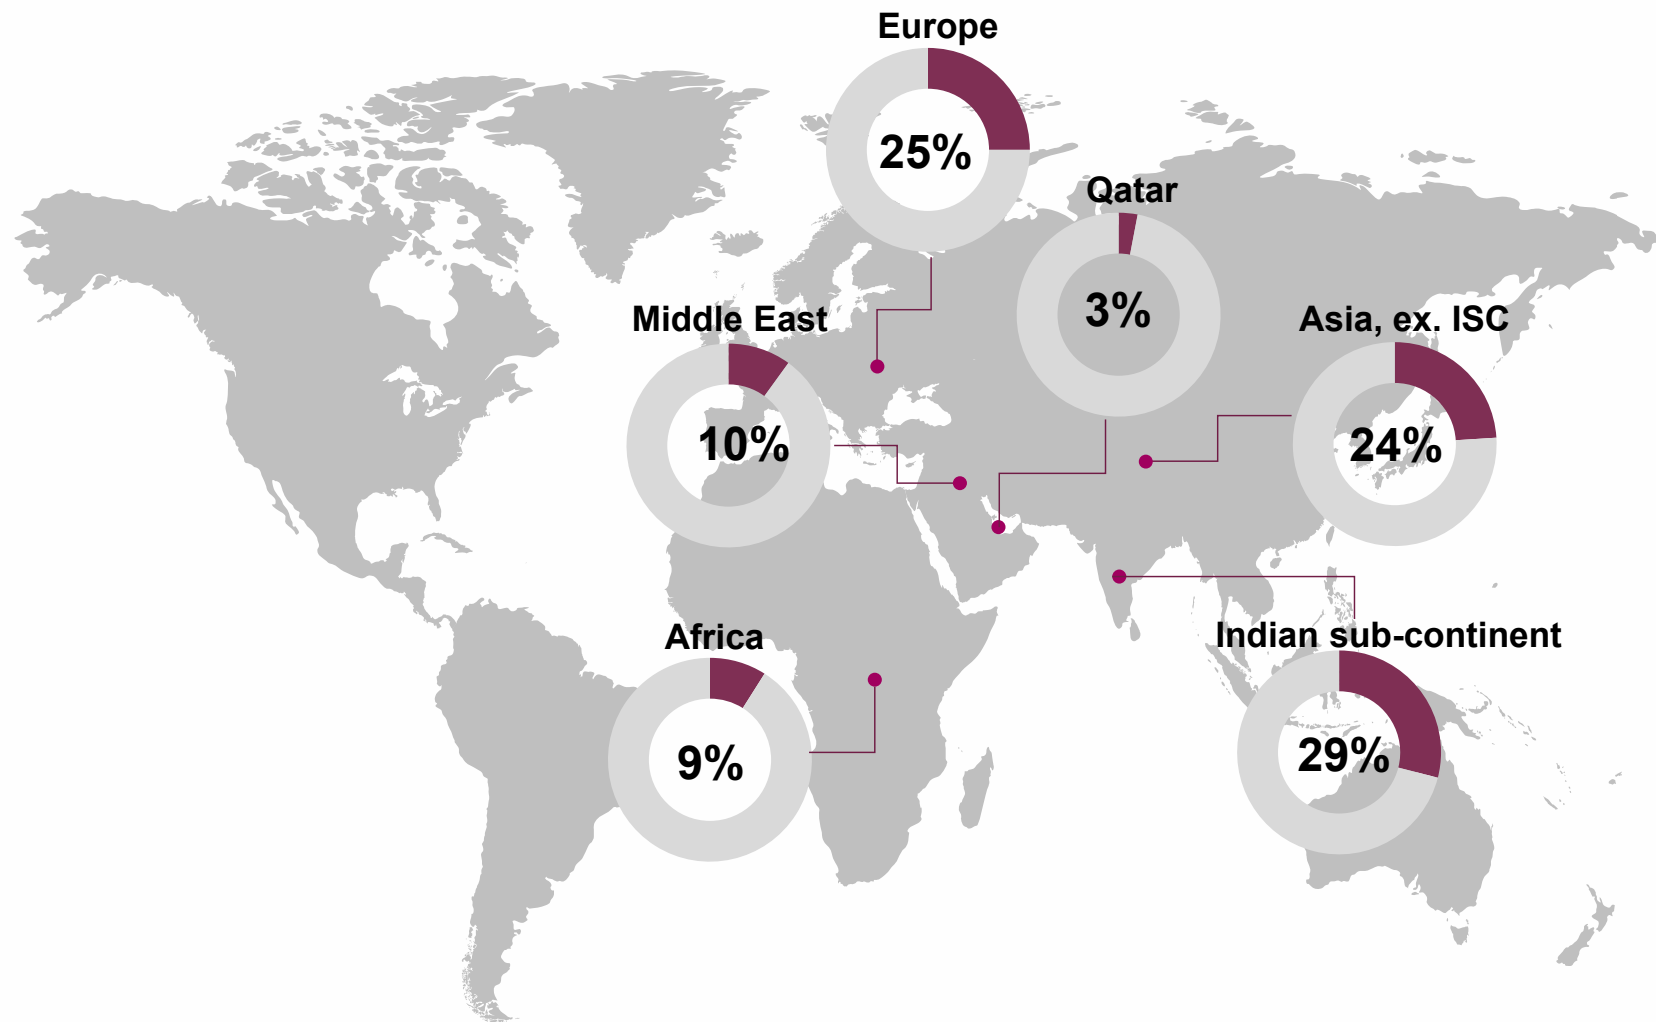 Europe
25%
Qatar
3%
Middle East
10%
Asia, ex. ISC
24%
Africa
9%
Indian sub-continent
29%